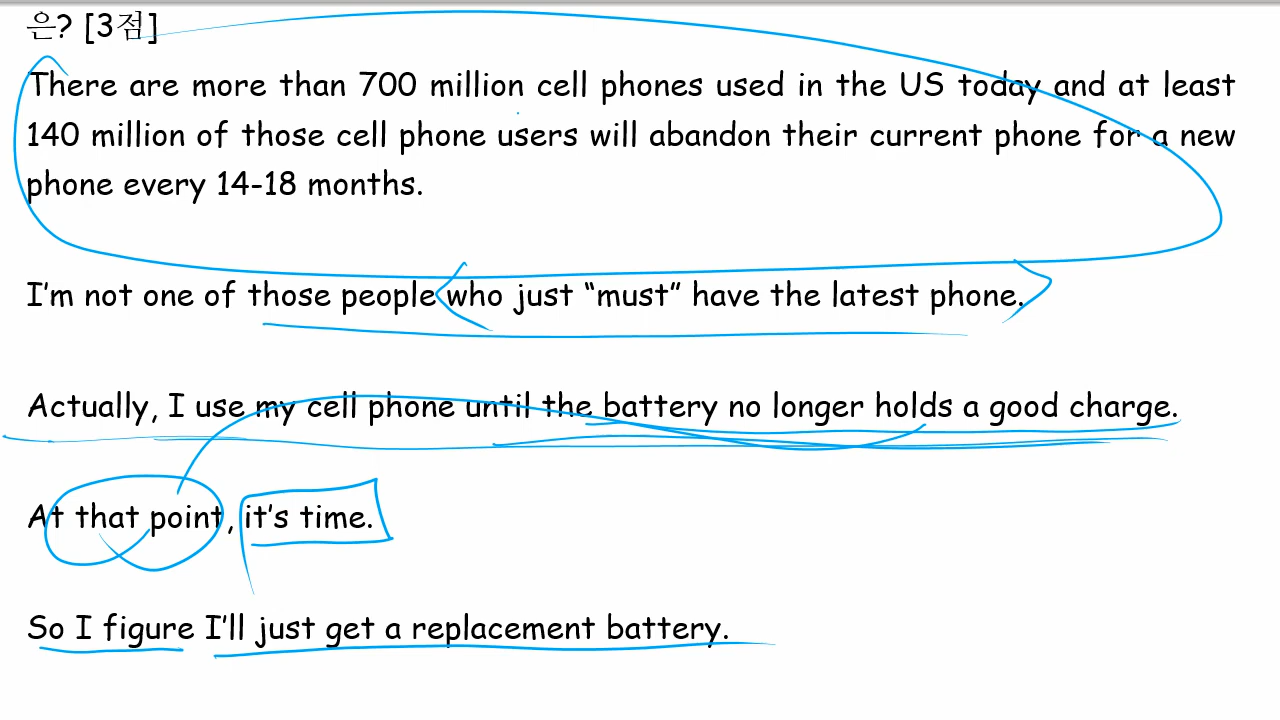 은? [3점]
There are more than 700 million cell phones used in the US today and at least
140 million of those cell phone users will abandon their current phone for a new
phone every 14-18 months.
I’m not one of those people who just “must” have the latest phone.
Actually, I use my cell phone until the battery no longer holds a good charge.
At that point, it’s time.
So I figure I’ll just get a replacement battery.